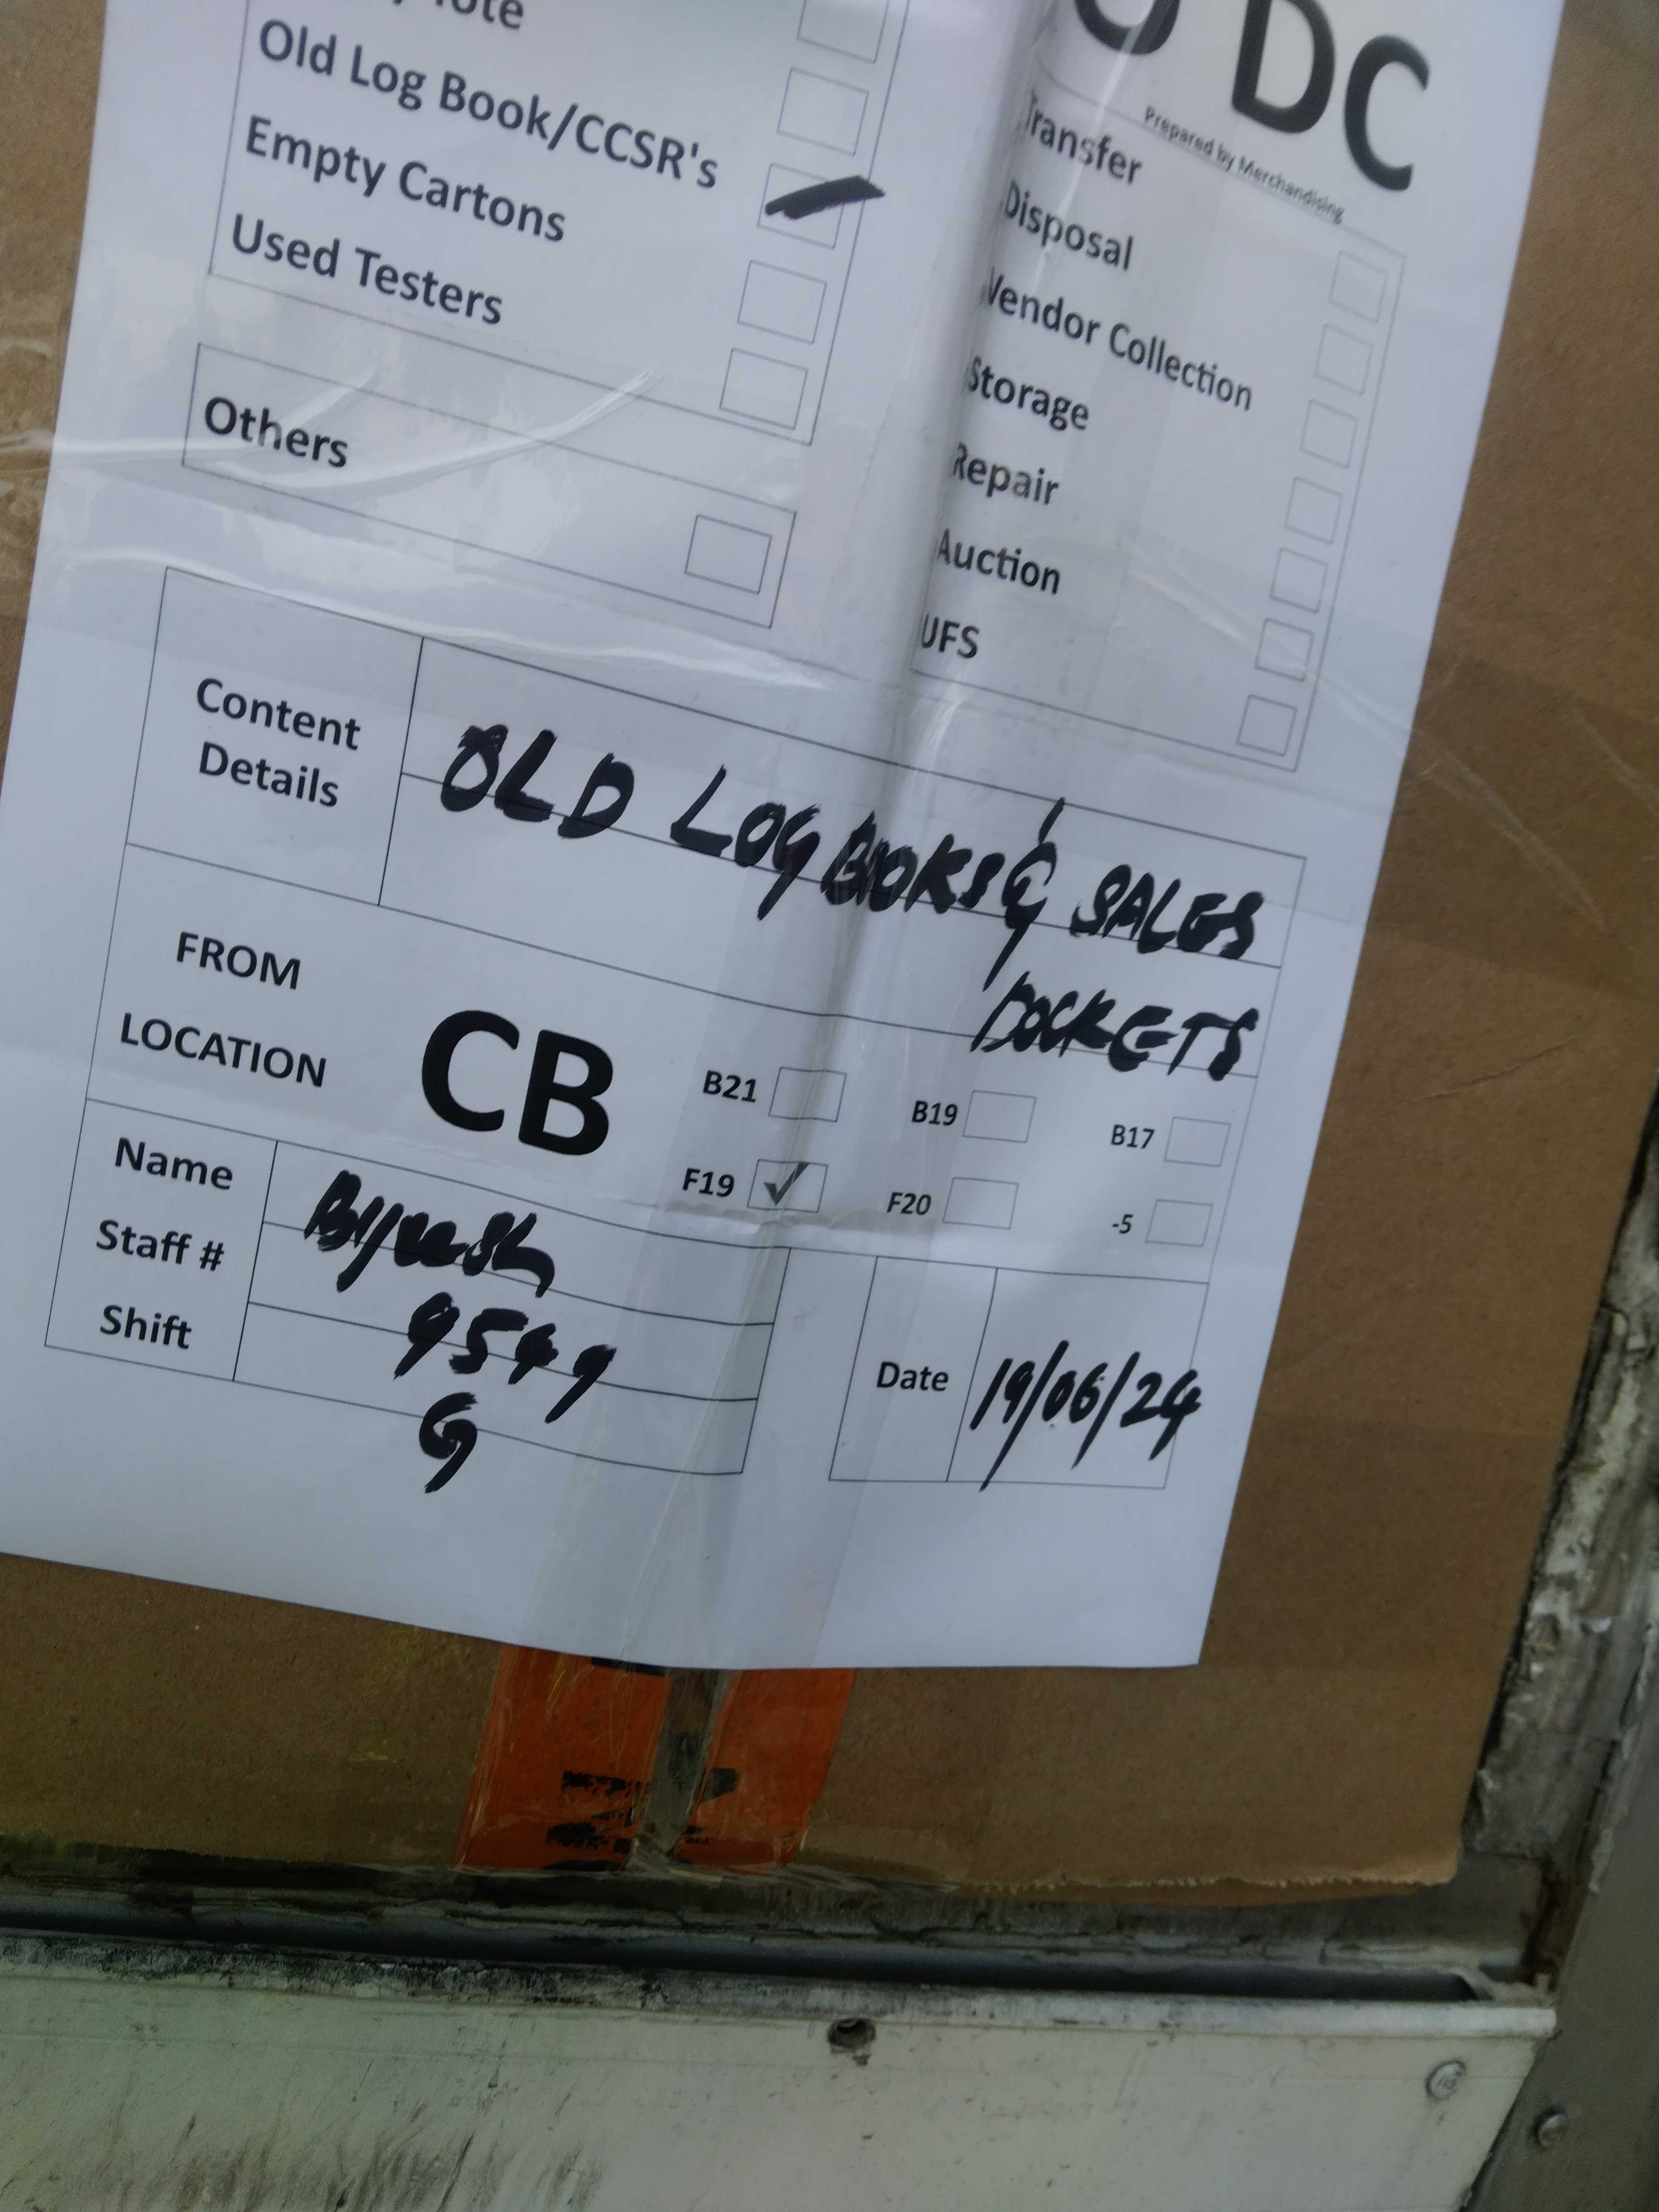 Old Log Book/CCSR's
Empty Cartons
Used Testers
Others
DC
Prepared by Merchandising
Transfer
Disposal
Vendor Collection
Storage
Repair
Auction
UFS
Content
Details
OLD LOG BOOKS & SALES
DOCKETS
FROM
LOCATION
CB
B21
B19
B17
F19 ✓
F20
-5
Name
Staff #
Shift
G
Date
19/06/24